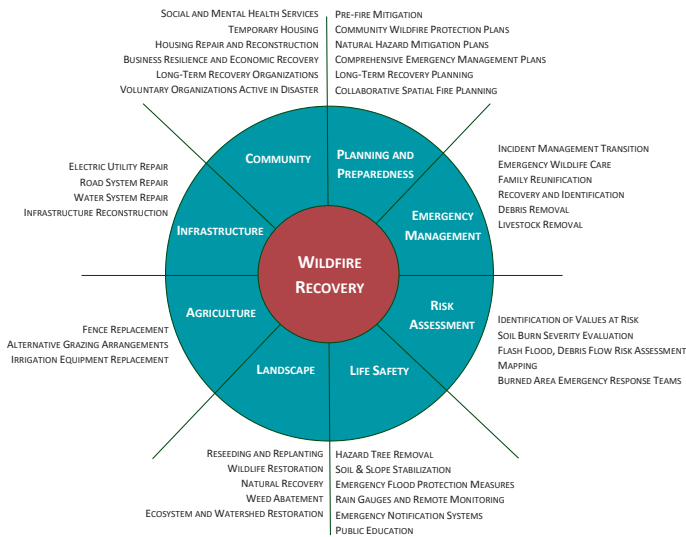 Social and Mental Health Services
Temporary Housing
Housing Repair and Reconstruction
Business Resilience and Economic Recovery
Long-Term Recovery Organizations
Voluntary Organizations Active in Disaster
Pre-fire Mitigation
Community Wildfire Protection Plans
Natural Hazard Mitigation Plans
Comprehensive Emergency Management Plans
Long-Term Recovery Planning
Collaborative Spatial Fire Planning
Community
Planning and
Preparedness
Incident Management Transition
Emergency Wildlife Care
Family Reunification
Recovery and Identification
Debris Removal
Livestock Removal
Electric Utility Repair
Road System Repair
Water System Repair
Infrastructure Reconstruction
Infrastructure
Emergency
Management
Wildfire
Recovery
Agriculture
Risk
Assessment
Fence Replacement
Alternative Grazing Arrangements
Irrigation Equipment Replacement
Identification of Values at Risk
Soil Burn Severity Evaluation
Flash Flood, Debris Flow Risk Assessment
Mapping
Burned Area Emergency Response Teams
Landscape
Life Safety
Reseeding and Replanting
Wildlife Restoration
Natural Recovery
Weed Abatement
Ecosystem and Watershed Restoration
Hazard Tree Removal
Soil & Slope Stabilization
Emergency Flood Protection Measures
Rain Gauges and Remote Monitoring
Emergency Notification Systems
Public Education